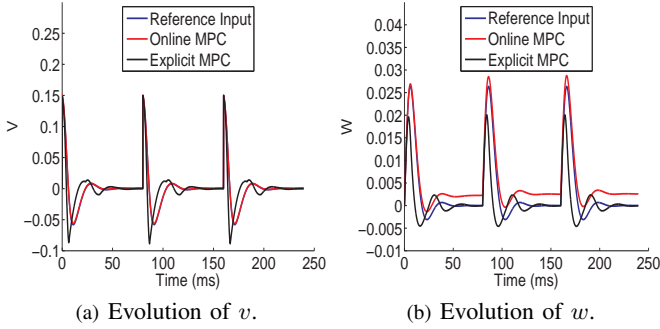 Reference Input
Online MPC
Explicit MPC
0.25
0.2
0.15
0.1
0.05
0
−0.05
−0.1
V
0 50 100 150 200 250
Time (ms)
(a) Evolution of v.
Reference Input
Online MPC
Explicit MPC
0.04
0.035
0.03
0.025
0.02
0.015
0.01
0.005
0
−0.005
−0.01
W
0 50 100 150 200 250
Time (ms)
(b) Evolution of w.